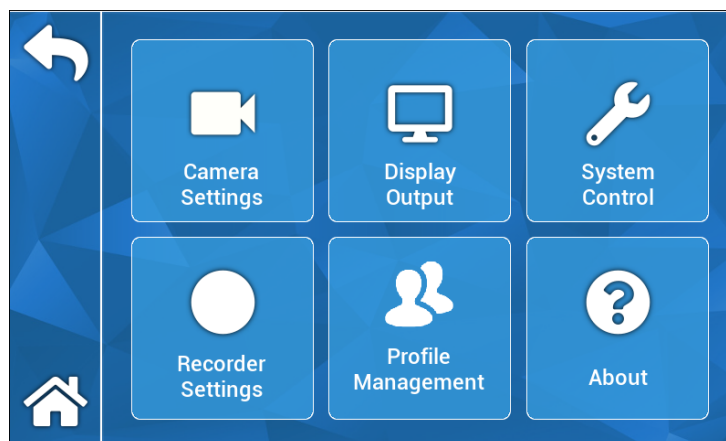 Camera
Settings
Display
Output
System
Control
Recorder
Settings
Profile
Management
About